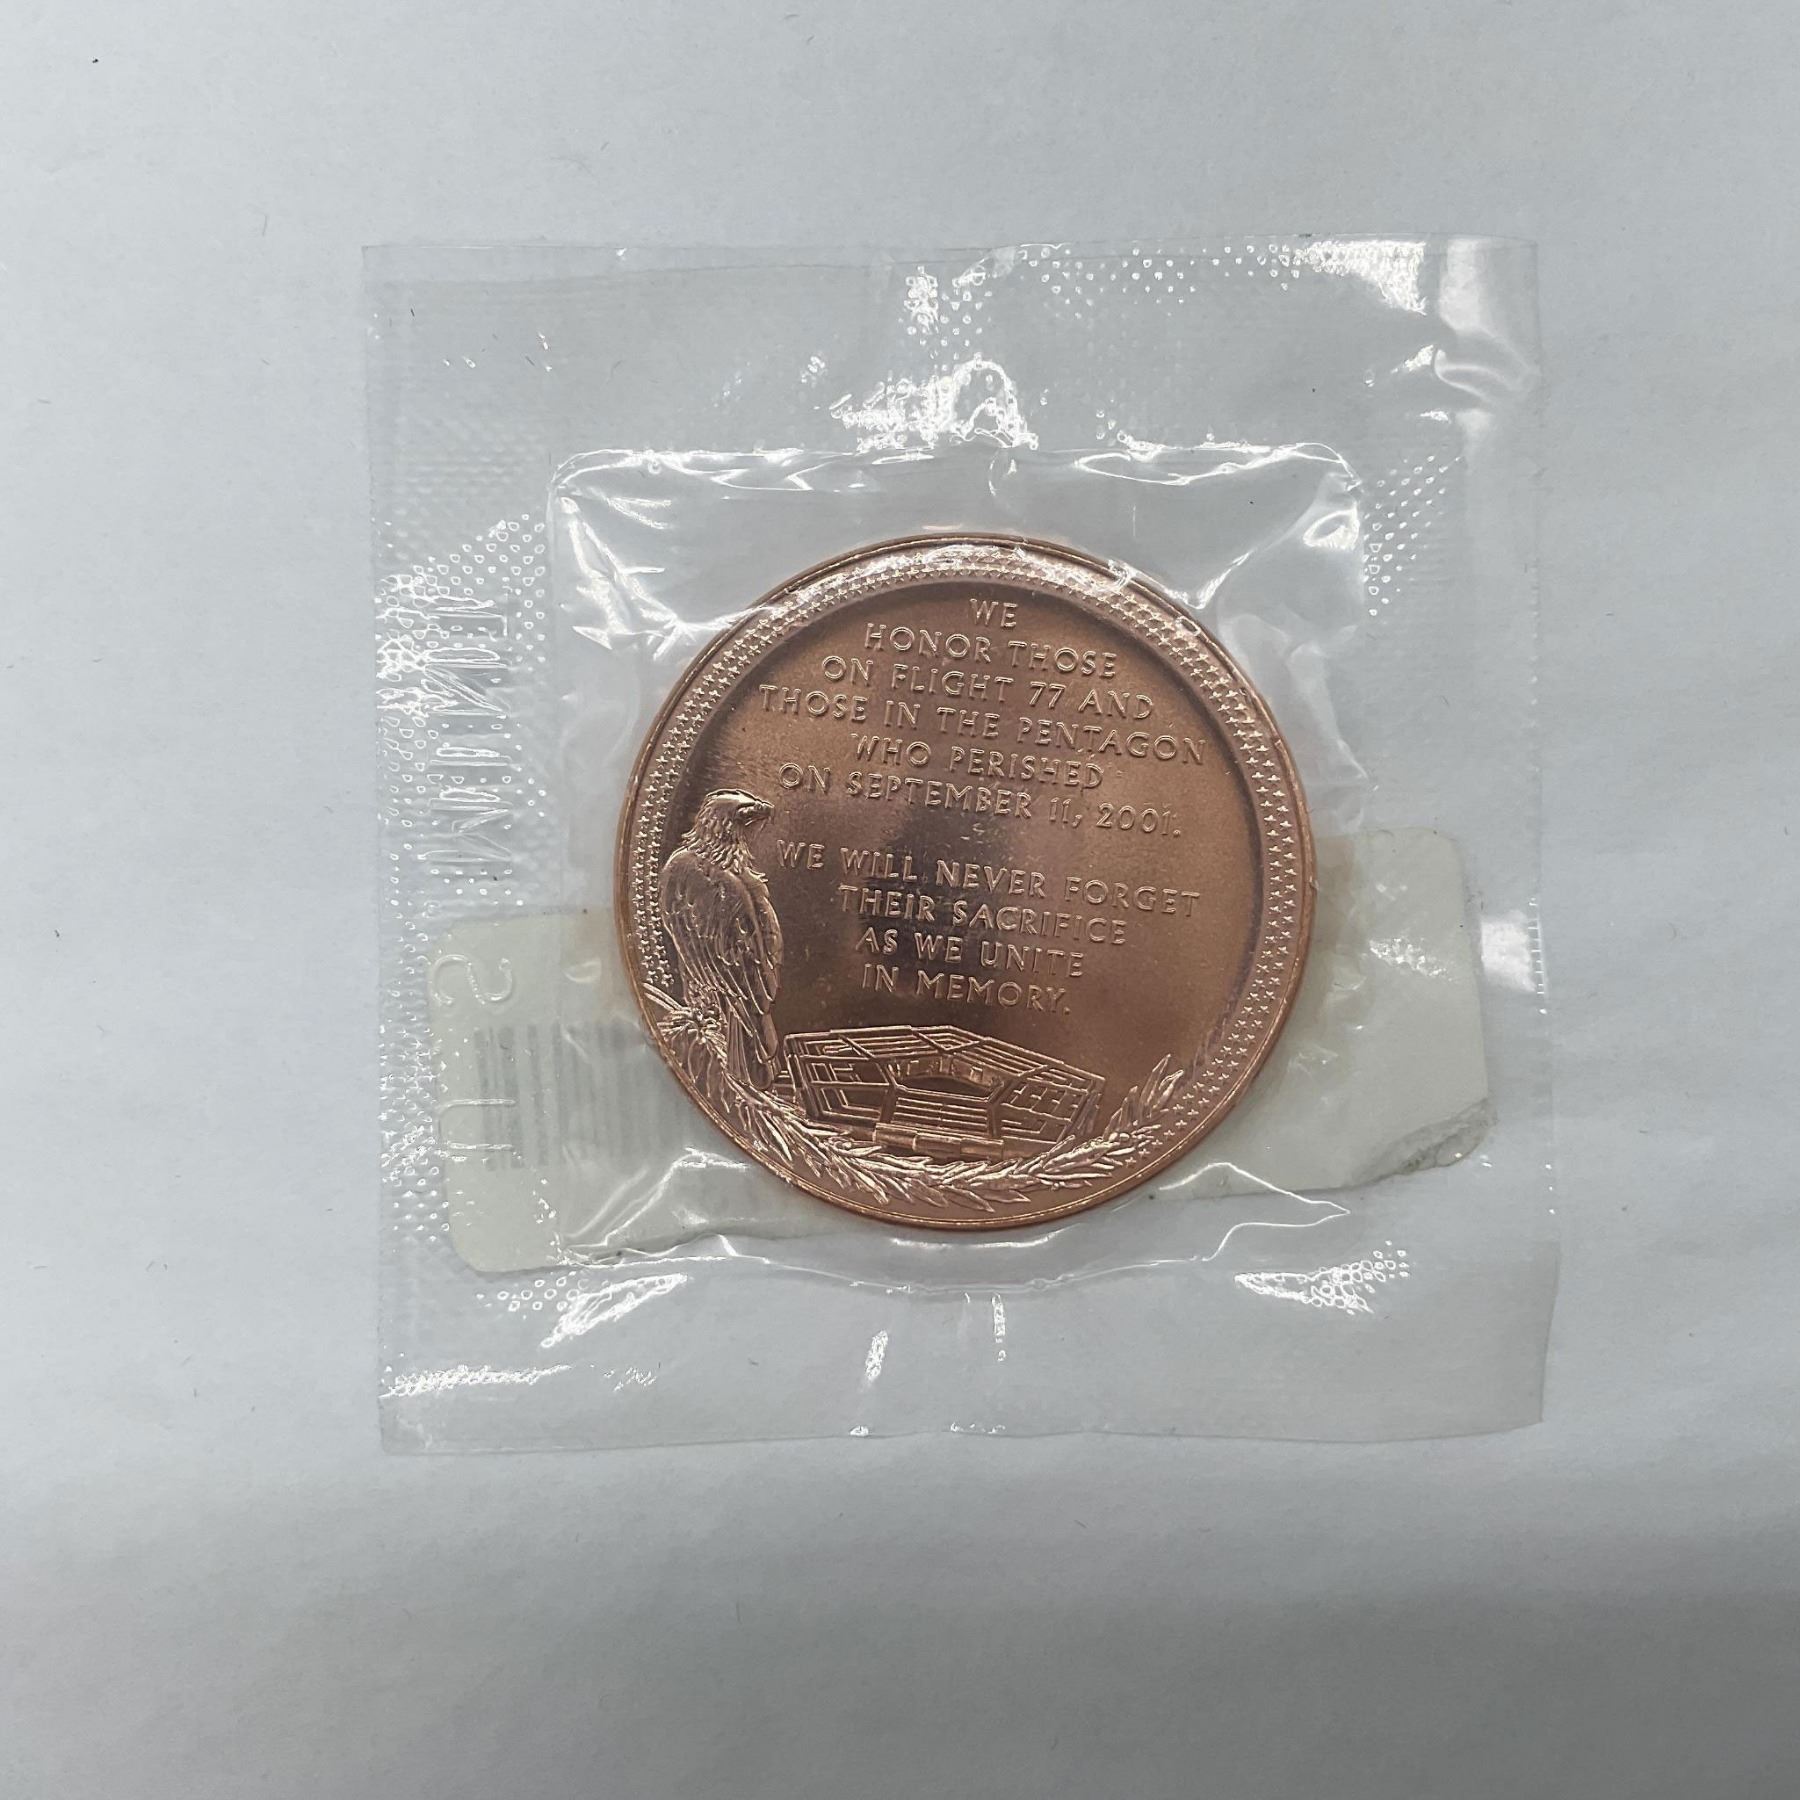 WE
HONOR THOSE
ON FLIGHT 77 AND
THOSE IN THE PENTAGON
WHO PERISHED
ON SEPTEMBER 11, 2001.
WE WILL NEVER FORGET
THEIR SACRIFICE
AS WE UNITE
IN MEMORY.